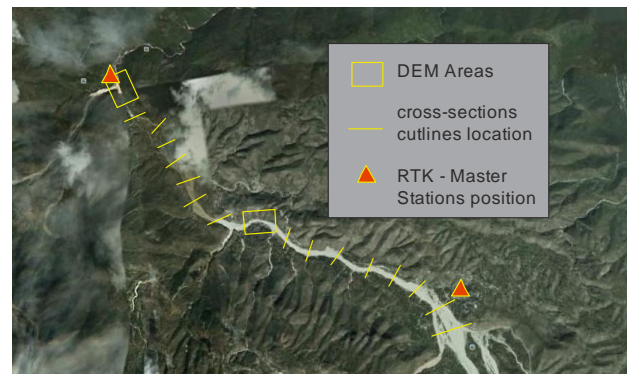 DEM Areas
cross-sections
cutlines location
RTK - Master
Stations position